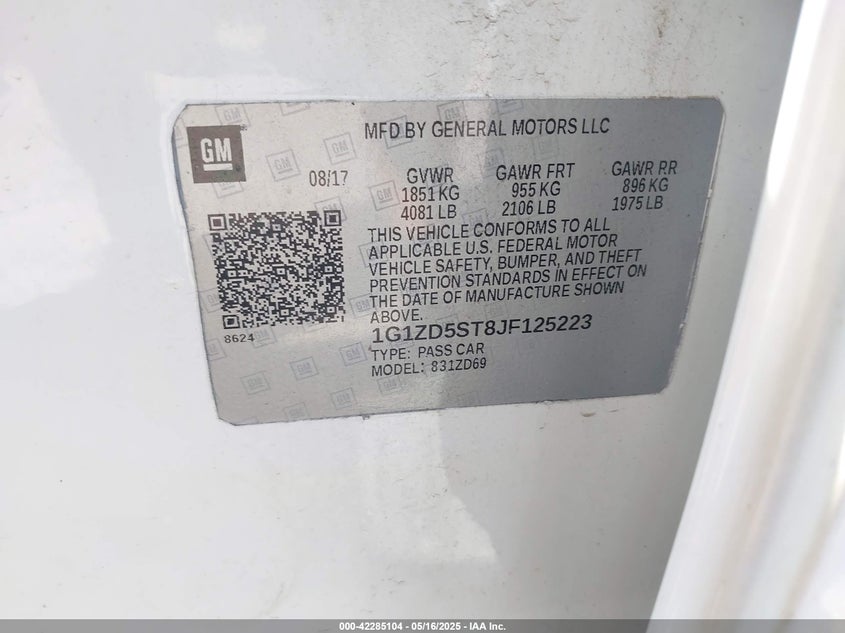 GM
MFD BY GENERAL MOTORS LLC
08/17
GVWR GAWR FRT GAWR RR
1851 KG 955 KG 896 KG
4081 LB 2106 LB 1975 LB
THIS VEHICLE CONFORMS TO ALL
APPLICABLE U.S. FEDERAL MOTOR
VEHICLE SAFETY, BUMPER, AND THEFT
PREVENTION STANDARDS IN EFFECT ON
THE DATE OF MANUFACTURE SHOWN
ABOVE.
8624
1G1ZD5ST8JF125223
TYPE: PASS CAR
MODEL: 831ZD69
000-42285104 - 05/16/2025 - IAA Inc.